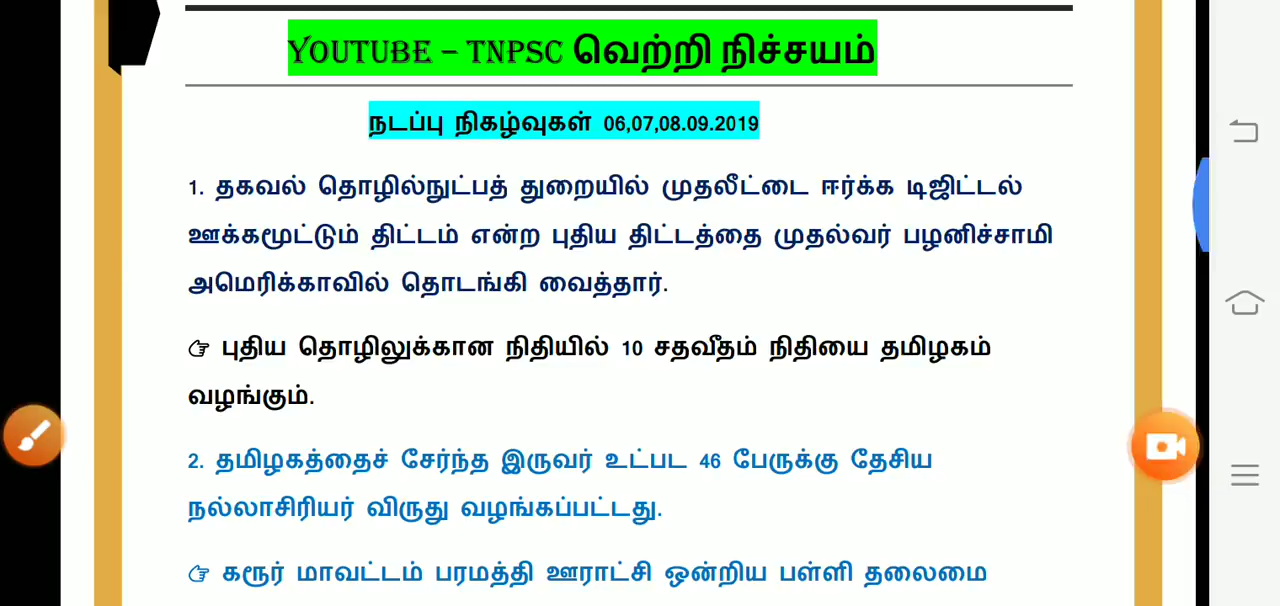 YOUTUBE – TNPSC வெற்றி நிச்சயம்
நடப்பு நிகழ்வுகள் 06,07,08.09.2019
1. தகவல் தொழில்நுட்பத் துறையில் முதலீட்டை ஈர்க்க டிஜிட்டல்
ஊக்கமூட்டும் திட்டம் என்ற புதிய திட்டத்தை முதல்வர் பழனிச்சாமி
அமெரிக்காவில் தொடங்கி வைத்தார்.
☞ புதிய தொழிலுக்கான நிதியில் 10 சதவீதம் நிதியை தமிழகம்
வழங்கும்.
2. தமிழகத்தைச் சேர்ந்த இருவர் உட்பட 46 பேருக்கு தேசிய
நல்லாசிரியர் விருது வழங்கப்பட்டது.
☞ கரூர் மாவட்டம் பரமத்தி ஊராட்சி ஒன்றிய பள்ளி தலைமை